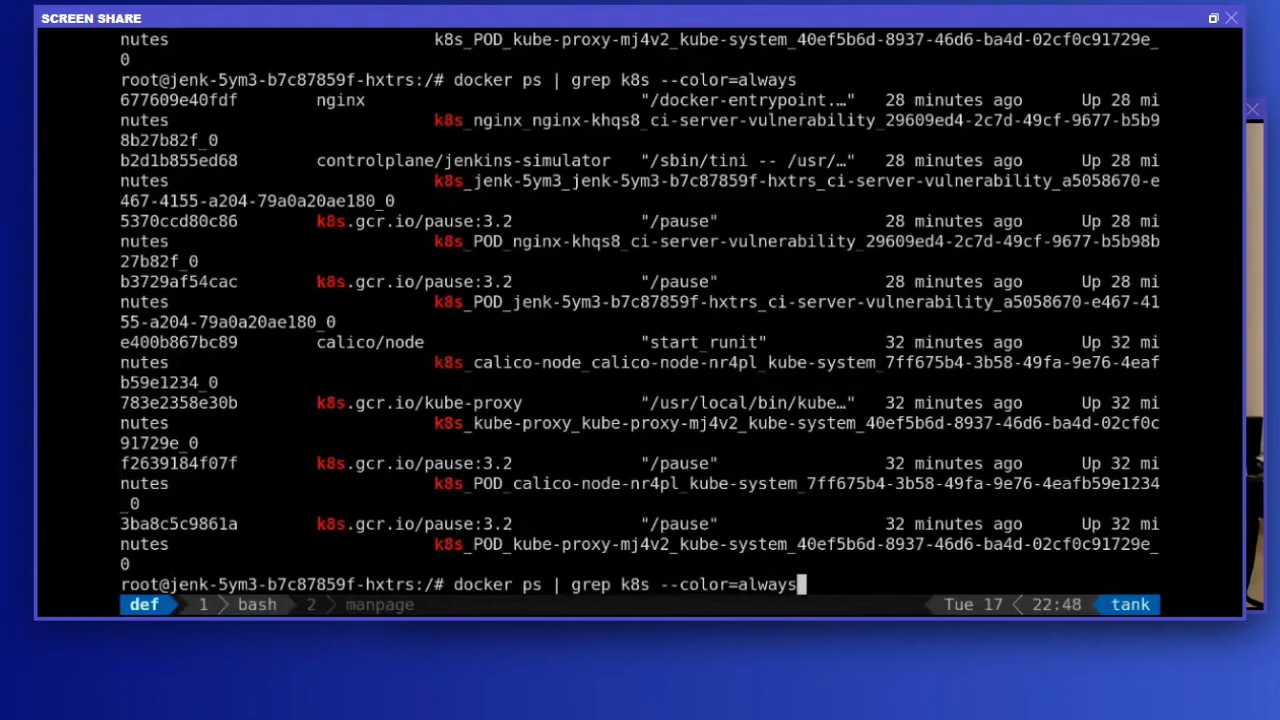 SCREEN SHARE
nutes k8s_POD_kube-proxy-mj4v2_kube-system_40ef5b6d-8937-46d6-ba4d-02cf0c91729e_
0
root@jenk-5ym3-b7c87859f-hxtrs:/# docker ps | grep k8s --color=always
677609e40fdf nginx "/docker-entrypoint.…" 28 minutes ago Up 28 mi
nutes k8s_nginx_nginx-khqs8_ci-server-vulnerability_29609ed4-2c7d-49cf-9677-b5b9
8b27b82f_0
b2d1b855ed68 controlplane/jenkins-simulator "/sbin/tini -- /usr/…" 28 minutes ago Up 28 mi
nutes k8s_jenk-5ym3_jenk-5ym3-b7c87859f-hxtrs_ci-server-vulnerability_a5058670-e
467-4155-a204-79a0a20ae180_0
5370ccd80c86 k8s.gcr.io/pause:3.2 "/pause" 28 minutes ago Up 28 mi
nutes k8s_POD_nginx-khqs8_ci-server-vulnerability_29609ed4-2c7d-49cf-9677-b5b98b
27b82f_0
b3729af54cac k8s.gcr.io/pause:3.2 "/pause" 28 minutes ago Up 28 mi
nutes k8s_POD_jenk-5ym3-b7c87859f-hxtrs_ci-server-vulnerability_a5058670-e467-41
55-a204-79a0a20ae180_0
e400b867bc89 calico/node "start_runit" 32 minutes ago Up 32 mi
nutes k8s_calico-node_calico-node-nr4pl_kube-system_7ff675b4-3b58-49fa-9e76-4eaf
b59e1234_0
783e2358e30b k8s.gcr.io/kube-proxy "/usr/local/bin/kube…" 32 minutes ago Up 32 mi
nutes k8s_kube-proxy_kube-proxy-mj4v2_kube-system_40ef5b6d-8937-46d6-ba4d-02cf0c
91729e_0
f2639184f07f k8s.gcr.io/pause:3.2 "/pause" 32 minutes ago Up 32 mi
nutes k8s_POD_calico-node-nr4pl_kube-system_7ff675b4-3b58-49fa-9e76-4eafb59e1234
_0
3ba8c5c9861a k8s.gcr.io/pause:3.2 "/pause" 32 minutes ago Up 32 mi
nutes k8s_POD_kube-proxy-mj4v2_kube-system_40ef5b6d-8937-46d6-ba4d-02cf0c91729e_
0
root@jenk-5ym3-b7c87859f-hxtrs:/# docker ps | grep k8s --color=always
def 1 bash 2 manpage Tue 17 22:48 tank